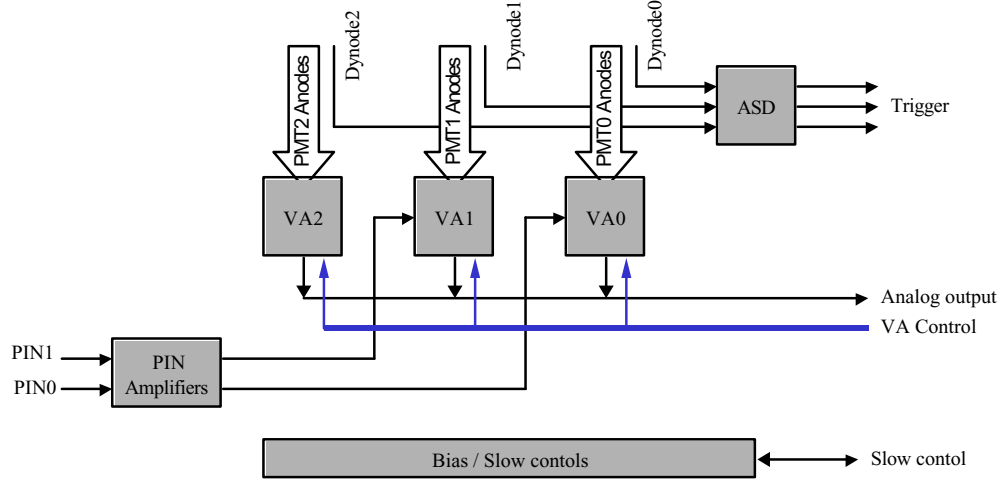 Dynode2
Dynode1
Dynode0
PMT2 Anodes
PMT1 Anodes
PMT0 Anodes
ASD
Trigger
VA2
VA1
VA0
Analog output
VA Control
PIN1
PIN0
PIN
Amplifiers
Bias / Slow contols
Slow contol